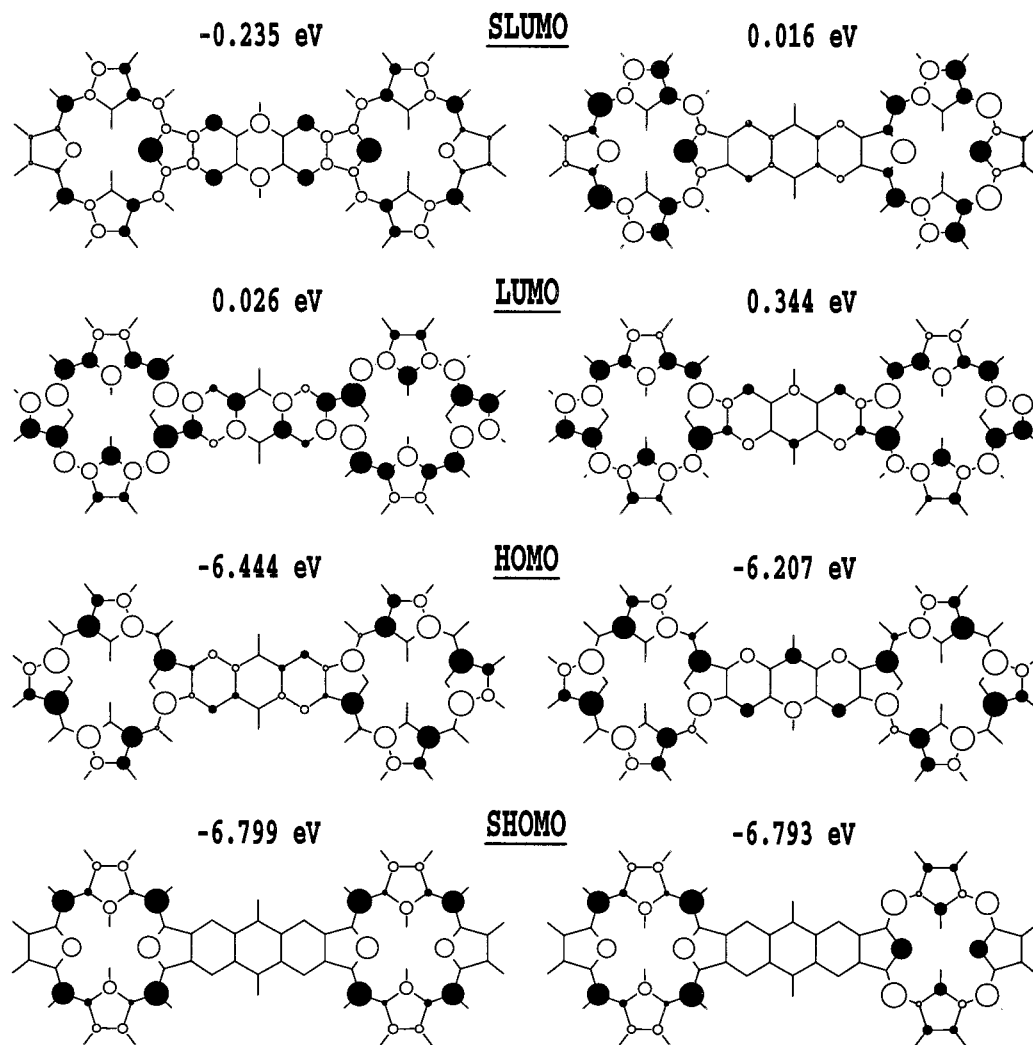 SLUMO
-0.235 eV 0.016 eV
LUMO
0.026 eV 0.344 eV
HOMO
-6.444 eV -6.207 eV
SHOMO
-6.799 eV -6.793 eV